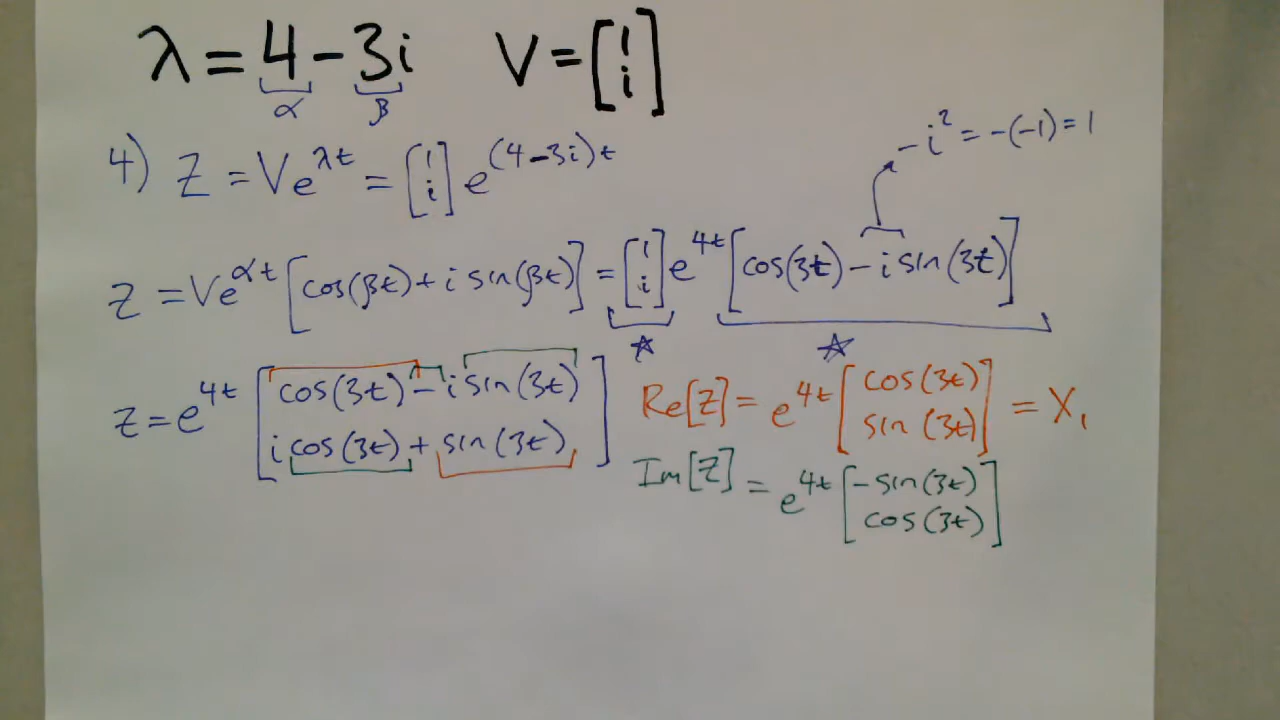 λ = 4 - 3i V = [1 i]
α β
- i² = -(-1) = 1
4) Z = Ve^{λt} = [1 i] e^{(4-3i)t}
z = Ve^{αt} [cos(βt) + i sin(βt)] = [1 i] e^{4t} [cos(3t) - i sin(3t)]
z = e^{4t} [cos(3t) - i sin(3t)
i cos(3t) + sin(3t)]
Re[Z] = e^{4t} [cos(3t)
sin(3t)] = X₁
Im[Z] = e^{4t} [-sin(3t)
cos(3t)]